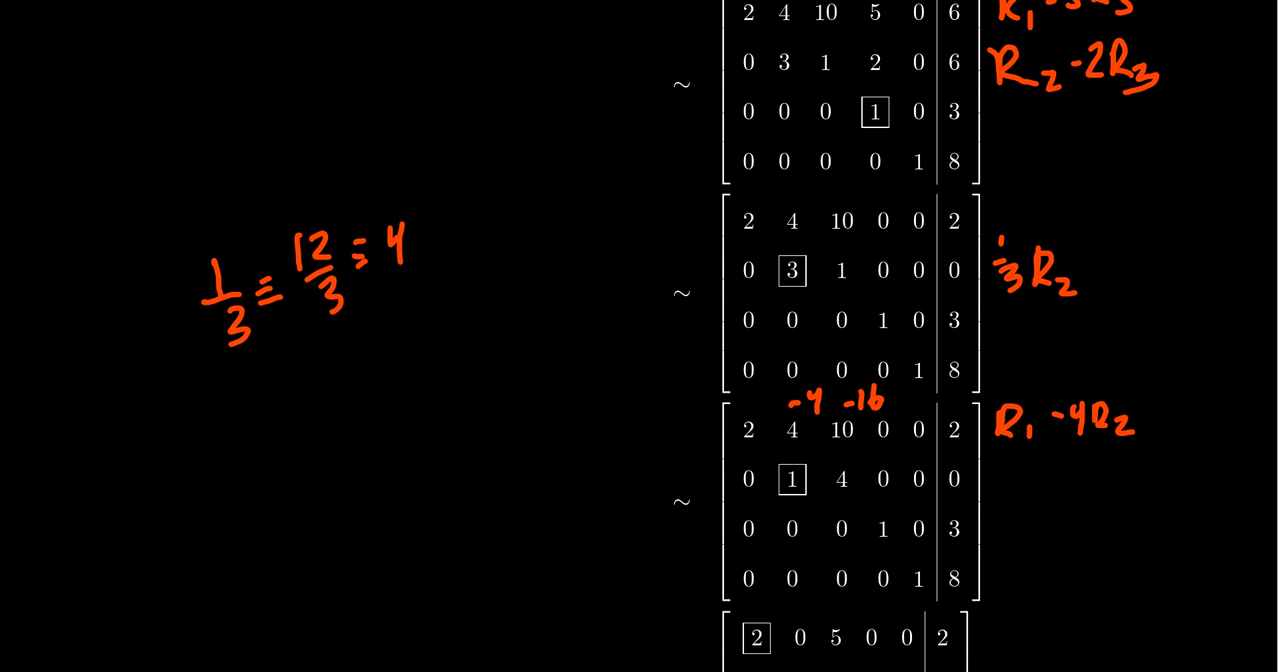 2 4 10 5 0 6
0 3 1 2 0 6 R₂ -2R₃
~
0 0 0 1 0 3
0 0 0 0 1 8
2 4 10 0 0 2
0 3 1 0 0 0 1/3 R₂
1/3 ≡ 12/3 ≡ 4
~
0 0 0 1 0 3
0 0 0 0 1 8
-4 -16
2 4 10 0 0 2 R₁ -4R₂
0 1 4 0 0 0
~
0 0 0 1 0 3
0 0 0 0 1 8
2 0 5 0 0 2